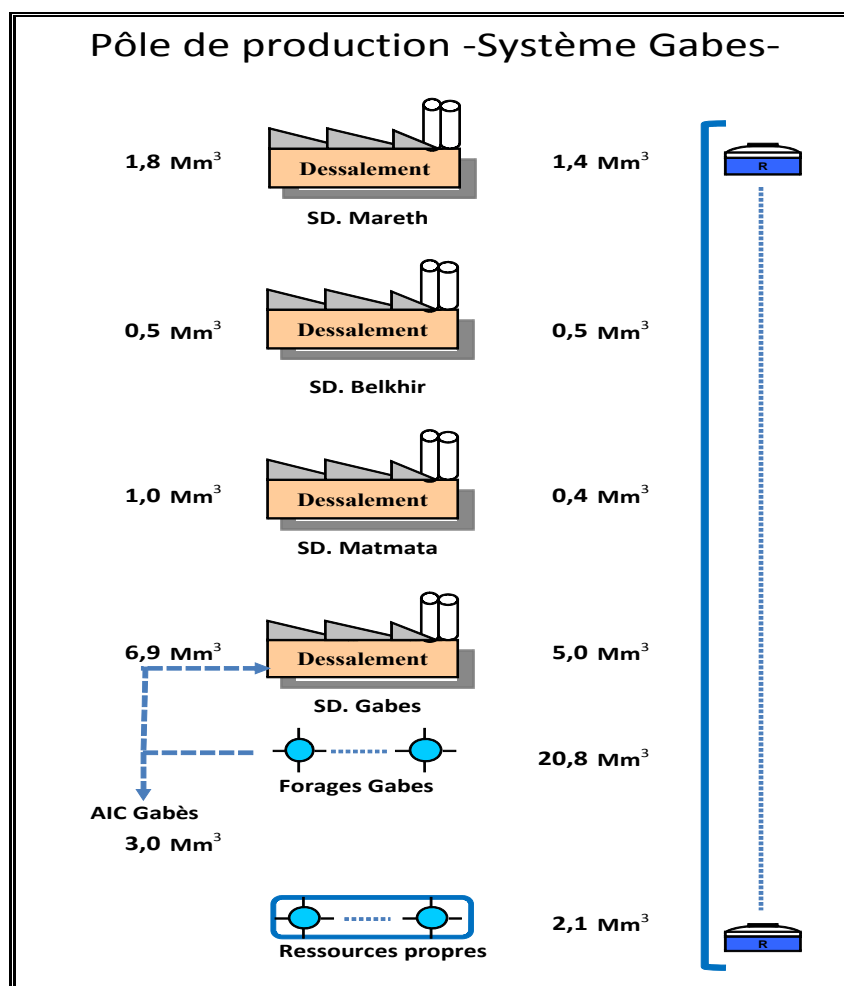 Pôle de production -Système Gabes-
1,8 Mm³
Dessalement
1,4 Mm³
R
SD. Mareth
0,5 Mm³
Dessalement
0,5 Mm³
SD. Belkhir
1,0 Mm³
Dessalement
0,4 Mm³
SD. Matmata
6,9 Mm³
Dessalement
5,0 Mm³
SD. Gabes
20,8 Mm³
Forages Gabes
AIC Gabès
3,0 Mm³
2,1 Mm³
R
Ressources propres